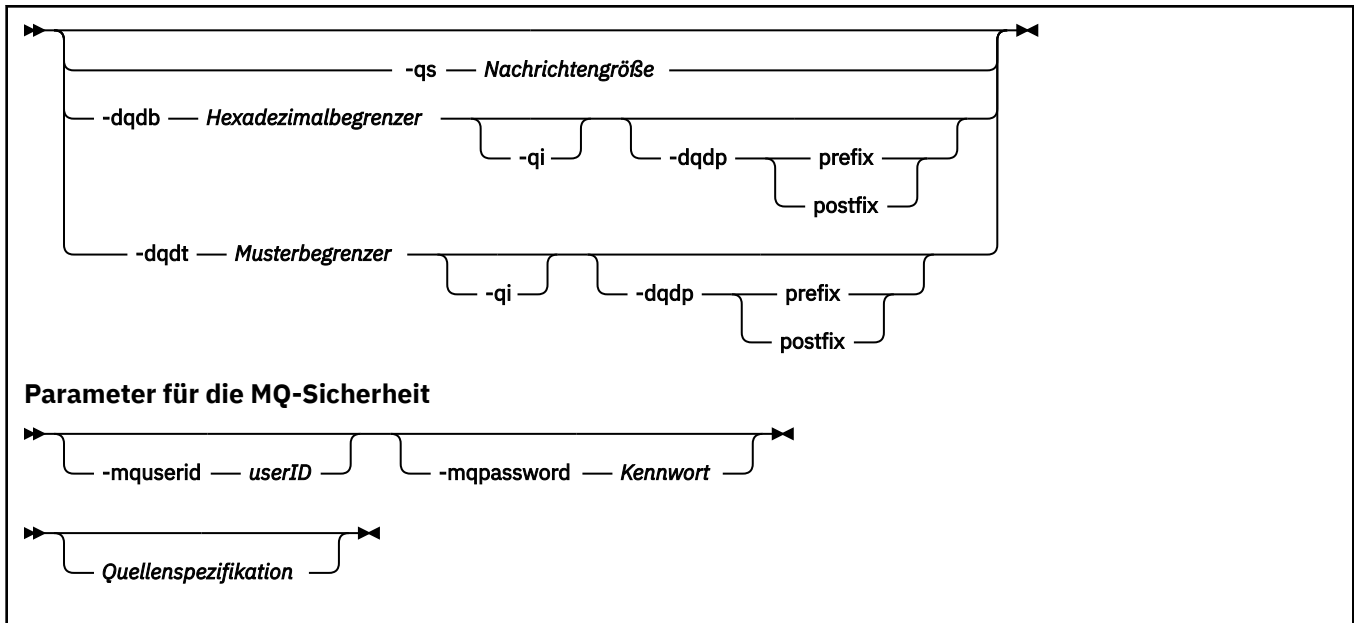 -qs Nachrichtengröße
-dqdb Hexadezimalbegrenzer
-qi -dqdp prefix
postfix
-dqdt Musterbegrenzer
-qi -dqdp prefix
postfix
Parameter für die MQ-Sicherheit
-mquserid userID -mqpassword Kennwort
Quellenspezifikation